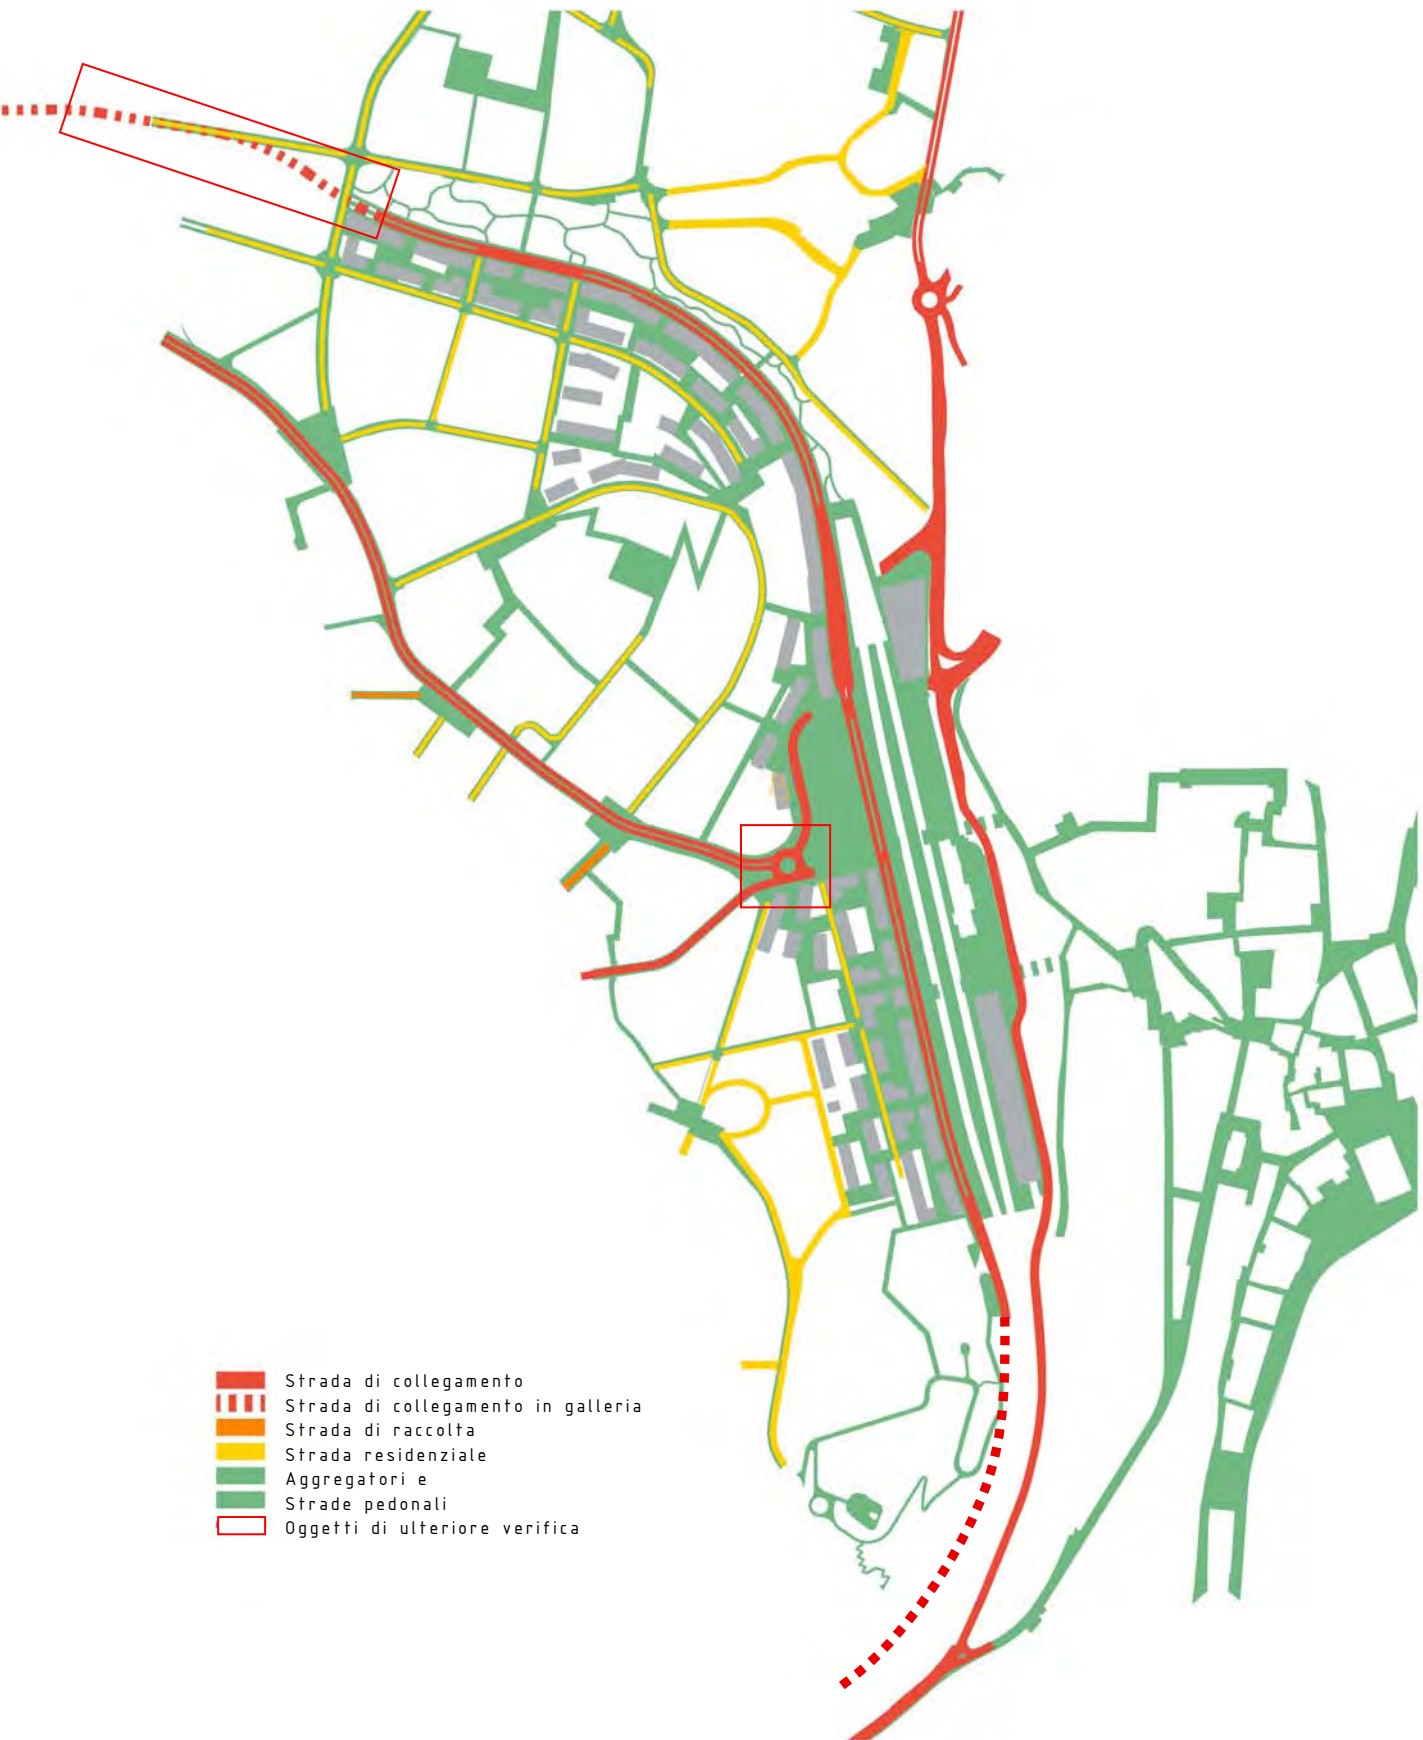 Strada di collegamento
Strada di collegamento in galleria
Strada di raccolta
Strada residenziale
Aggregatori e
Strade pedonali
Oggetti di ulteriore verifica